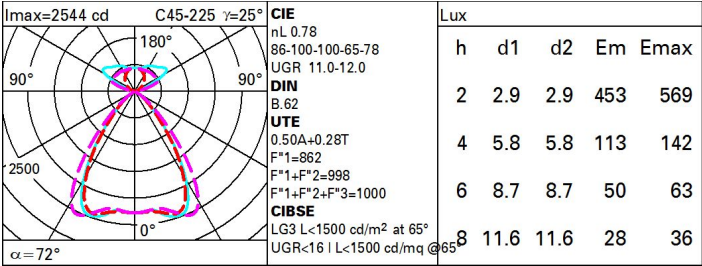 Imax=2544 cd C45-225 γ=25°
180°
90° 90°
2500
0°
α=72°
CIE
nL 0.78
86-100-100-65-78
UGR 11.0-12.0
DIN
B.62
UTE
0.50A+0.28T
F"1=862
F"1+F"2=998
F"1+F"2+F"3=1000
CIBSE
LG3 L<1500 cd/m² at 65°
UGR<16 | L<1500 cd/mq @65°
Lux
h d1 d2 Em Emax
2 2.9 2.9 453 569
4 5.8 5.8 113 142
6 8.7 8.7 50 63
8 11.6 11.6 28 36